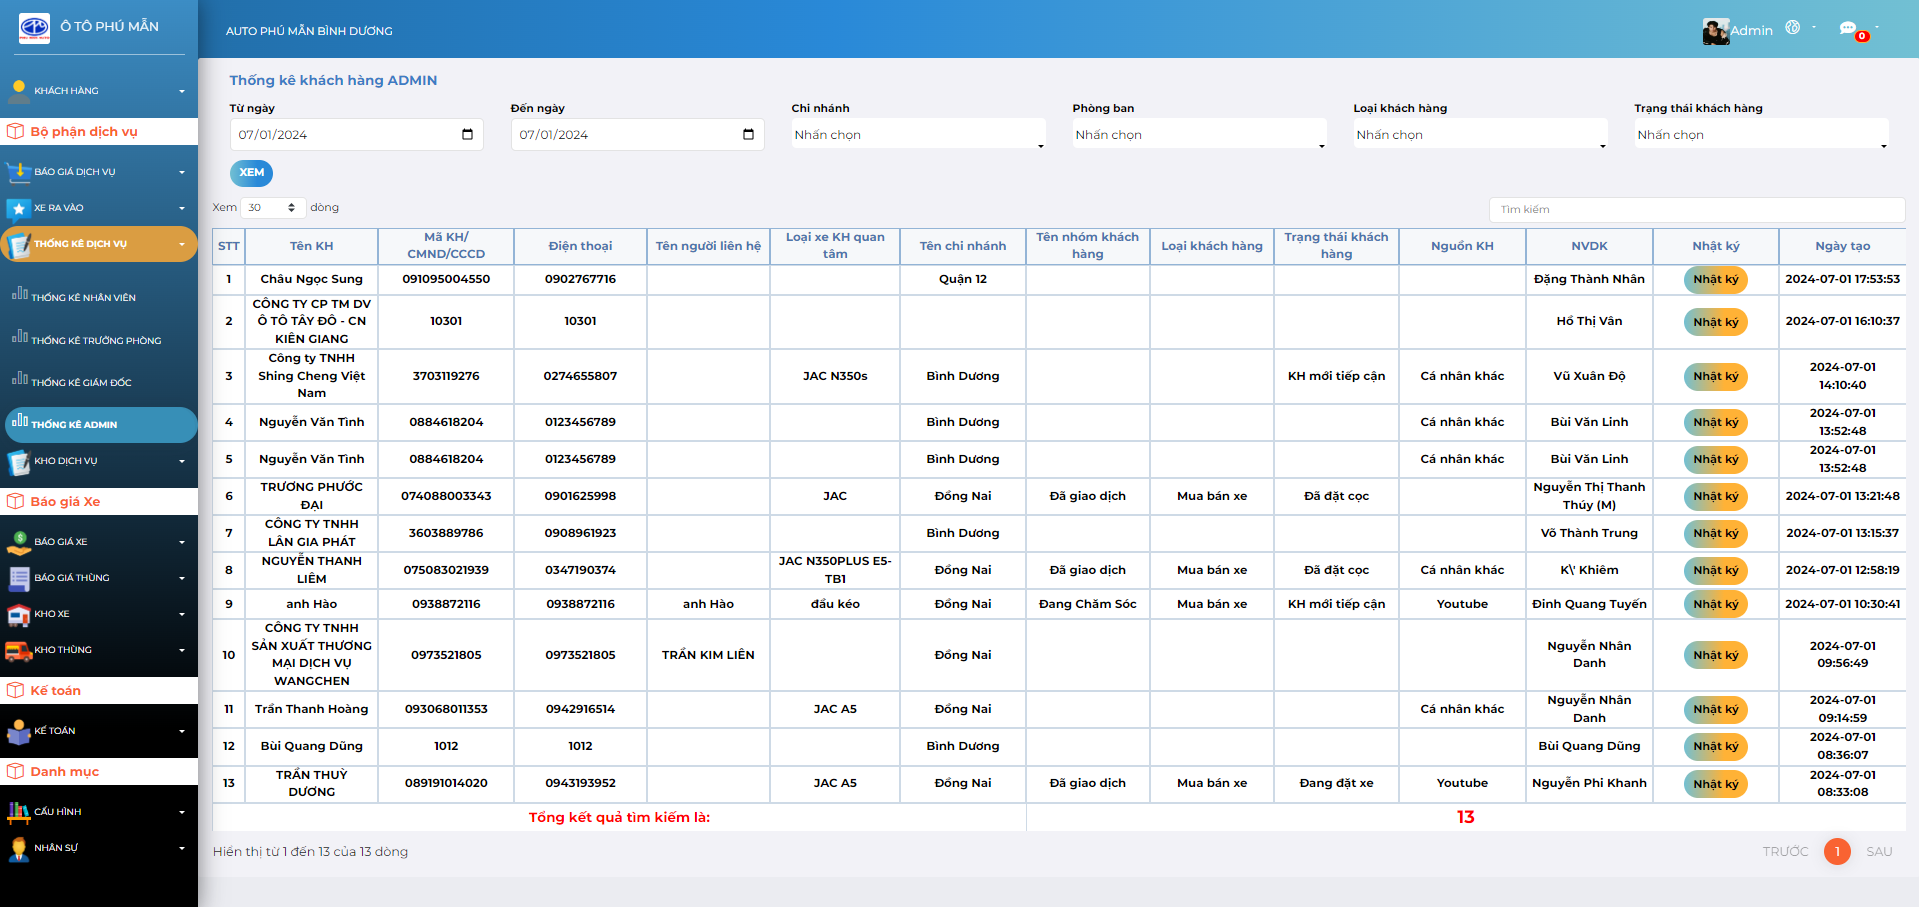 Ô TÔ PHÚ MẪN
AUTO PHÚ MẪN BÌNH DƯƠNG
Admin
0
KHÁCH HÀNG
Bộ phận dịch vụ
BÁO GIÁ DỊCH VỤ
XE RA VÀO
THỐNG KÊ DỊCH VỤ
THỐNG KÊ NHÂN VIÊN
THỐNG KÊ TRƯỞNG PHÒNG
THỐNG KÊ GIÁM ĐỐC
THỐNG KÊ ADMIN
KHO DỊCH VỤ
Báo giá Xe
BÁO GIÁ XE
BÁO GIÁ THÙNG
KHO XE
KHO THÙNG
Kế toán
KẾ TOÁN
Danh mục
CẤU HÌNH
NHÂN SỰ
Thống kê khách hàng ADMIN
Từ ngày Đến ngày Chi nhánh Phòng ban Loại khách hàng Trạng thái khách hàng
07/01/2024 07/01/2024 Nhấn chọn Nhấn chọn Nhấn chọn Nhấn chọn
XEM
Xem 30 dòng Tìm kiếm
STT Tên KH Mã KH/ CMND/CCCD Điện thoại Tên người liên hệ Loại xe KH quan tâm Tên chi nhánh Tên nhóm khách hàng Loại khách hàng Trạng thái khách hàng Nguồn KH NVDK Nhật ký Ngày tạo
1 Châu Ngọc Sung 091095004550 0902767716 Quận 12 Đặng Thành Nhân Nhật ký 2024-07-01 17:53:53
2 CÔNG TY CP TM DV Ô TÔ TÂY ĐÔ - CN KIÊN GIANG 10301 10301 Hồ Thị Vân Nhật ký 2024-07-01 16:10:37
3 Công ty TNHH Shing Cheng Việt Nam 3703119276 0274655807 JAC N350s Bình Dương KH mới tiếp cận Cá nhân khác Vũ Xuân Độ Nhật ký 2024-07-01 14:10:40
4 Nguyễn Văn Tình 0884618204 0123456789 Bình Dương Cá nhân khác Bùi Văn Linh Nhật ký 2024-07-01 13:52:48
5 Nguyễn Văn Tình 0884618204 0123456789 Bình Dương Cá nhân khác Bùi Văn Linh Nhật ký 2024-07-01 13:52:48
6 TRƯƠNG PHƯỚC ĐẠI 074088003343 0901625998 JAC Đồng Nai Đã giao dịch Mua bán xe Đã đặt cọc Nguyễn Thị Thanh Thúy (M) Nhật ký 2024-07-01 13:21:48
7 CÔNG TY TNHH LÂN GIA PHÁT 3603889786 0908961923 Bình Dương Võ Thành Trung Nhật ký 2024-07-01 13:15:37
8 NGUYỄN THANH LIÊM 075083021939 0347190374 JAC N350PLUS E5-TB1 Đồng Nai Đã giao dịch Mua bán xe Đã đặt cọc Cá nhân khác K\' Khiêm Nhật ký 2024-07-01 12:58:19
9 anh Hào 0938872116 0938872116 anh Hào đầu kéo Đồng Nai Đang Chăm Sóc Mua bán xe KH mới tiếp cận Youtube Đinh Quang Tuyến Nhật ký 2024-07-01 10:30:41
10 CÔNG TY TNHH SẢN XUẤT THƯƠNG MẠI DỊCH VỤ WANGCHEN 0973521805 0973521805 TRẦN KIM LIÊN Đồng Nai Nguyễn Nhân Danh Nhật ký 2024-07-01 09:56:49
11 Trần Thanh Hoàng 093068011353 0942916514 JAC A5 Đồng Nai Cá nhân khác Nguyễn Nhân Danh Nhật ký 2024-07-01 09:14:59
12 Bùi Quang Dũng 1012 1012 Bình Dương Bùi Quang Dũng Nhật ký 2024-07-01 08:36:07
13 TRẦN THUỲ DƯƠNG 089191014020 0943193952 JAC A5 Đồng Nai Đã giao dịch Mua bán xe Đang đặt xe Youtube Nguyễn Phi Khanh Nhật ký 2024-07-01 08:33:08
Tổng kết quả tìm kiếm là: 13
Hiển thị từ 1 đến 13 của 13 dòng TRƯỚC 1 SAU